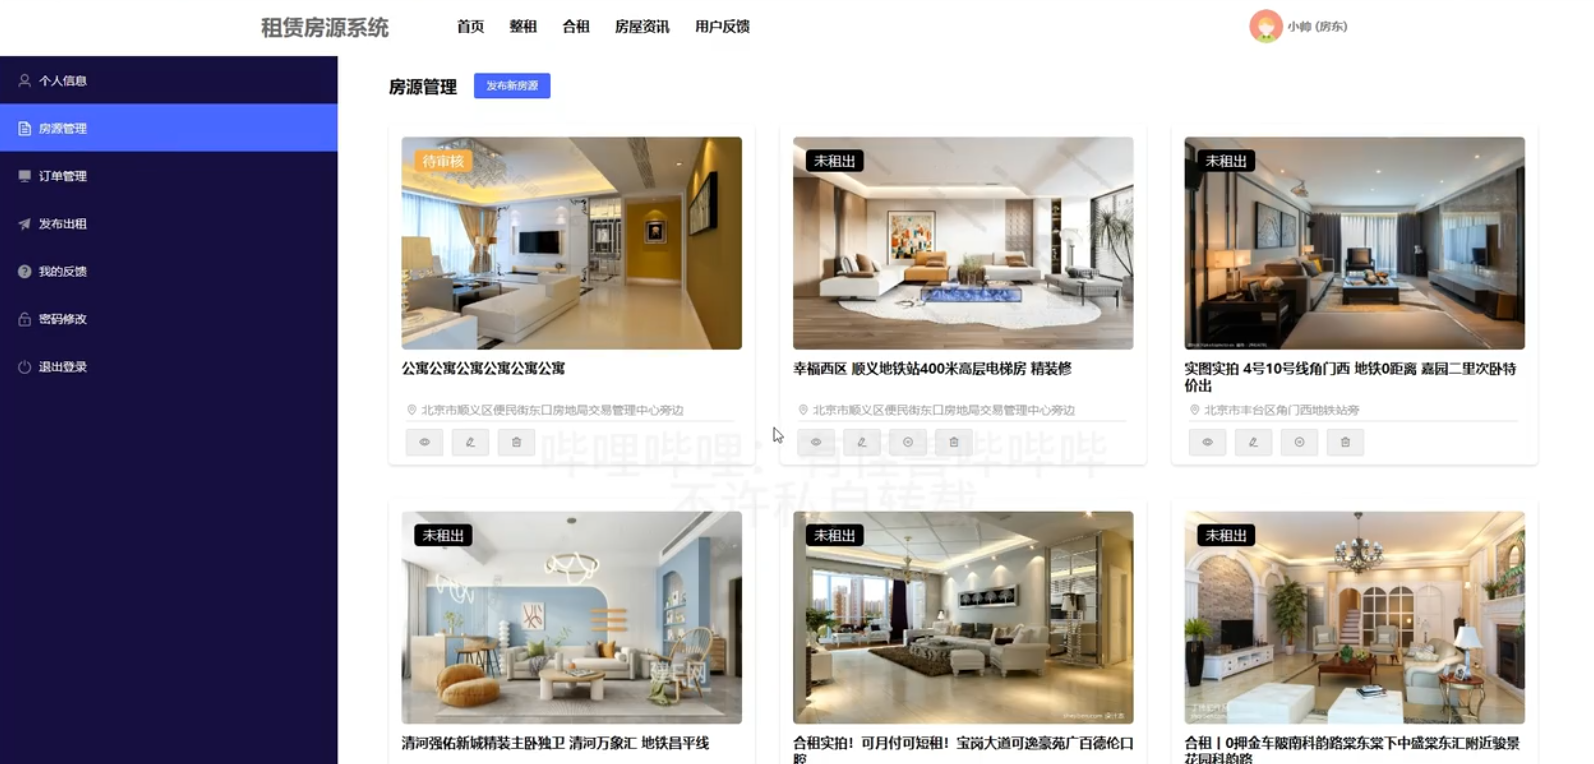 租赁房源系统
首页 整租 合租 房屋资讯 用户反馈
小帅 (房东)
个人信息
房源管理
订单管理
发布出租
我的反馈
密码修改
退出登录
房源管理
发布新房源
待审核
公寓公寓公寓公寓公寓公寓
北京市顺义区便民街东口房地局交易管理中心旁边
未租出
幸福西区 顺义地铁站400米高层电梯房 精装修
北京市顺义区便民街东口房地局交易管理中心旁边
未租出
实图实拍 4号10号线角门西 地铁0距离 嘉园二里次卧特
价出
北京市丰台区角门西地铁站旁
哔哩哔哩：有怪兽哔哔哔
不许私自转载
未租出
清河强佑新城精装主卧独卫 清河万象汇 地铁昌平线
未租出
合租实拍！可月付可短租！宝岗大道可逸豪苑广百德伦口
腔
未租出
合租丨0押金车陂南科韵路棠东棠下中盛棠东汇附近骏景
花园科韵路